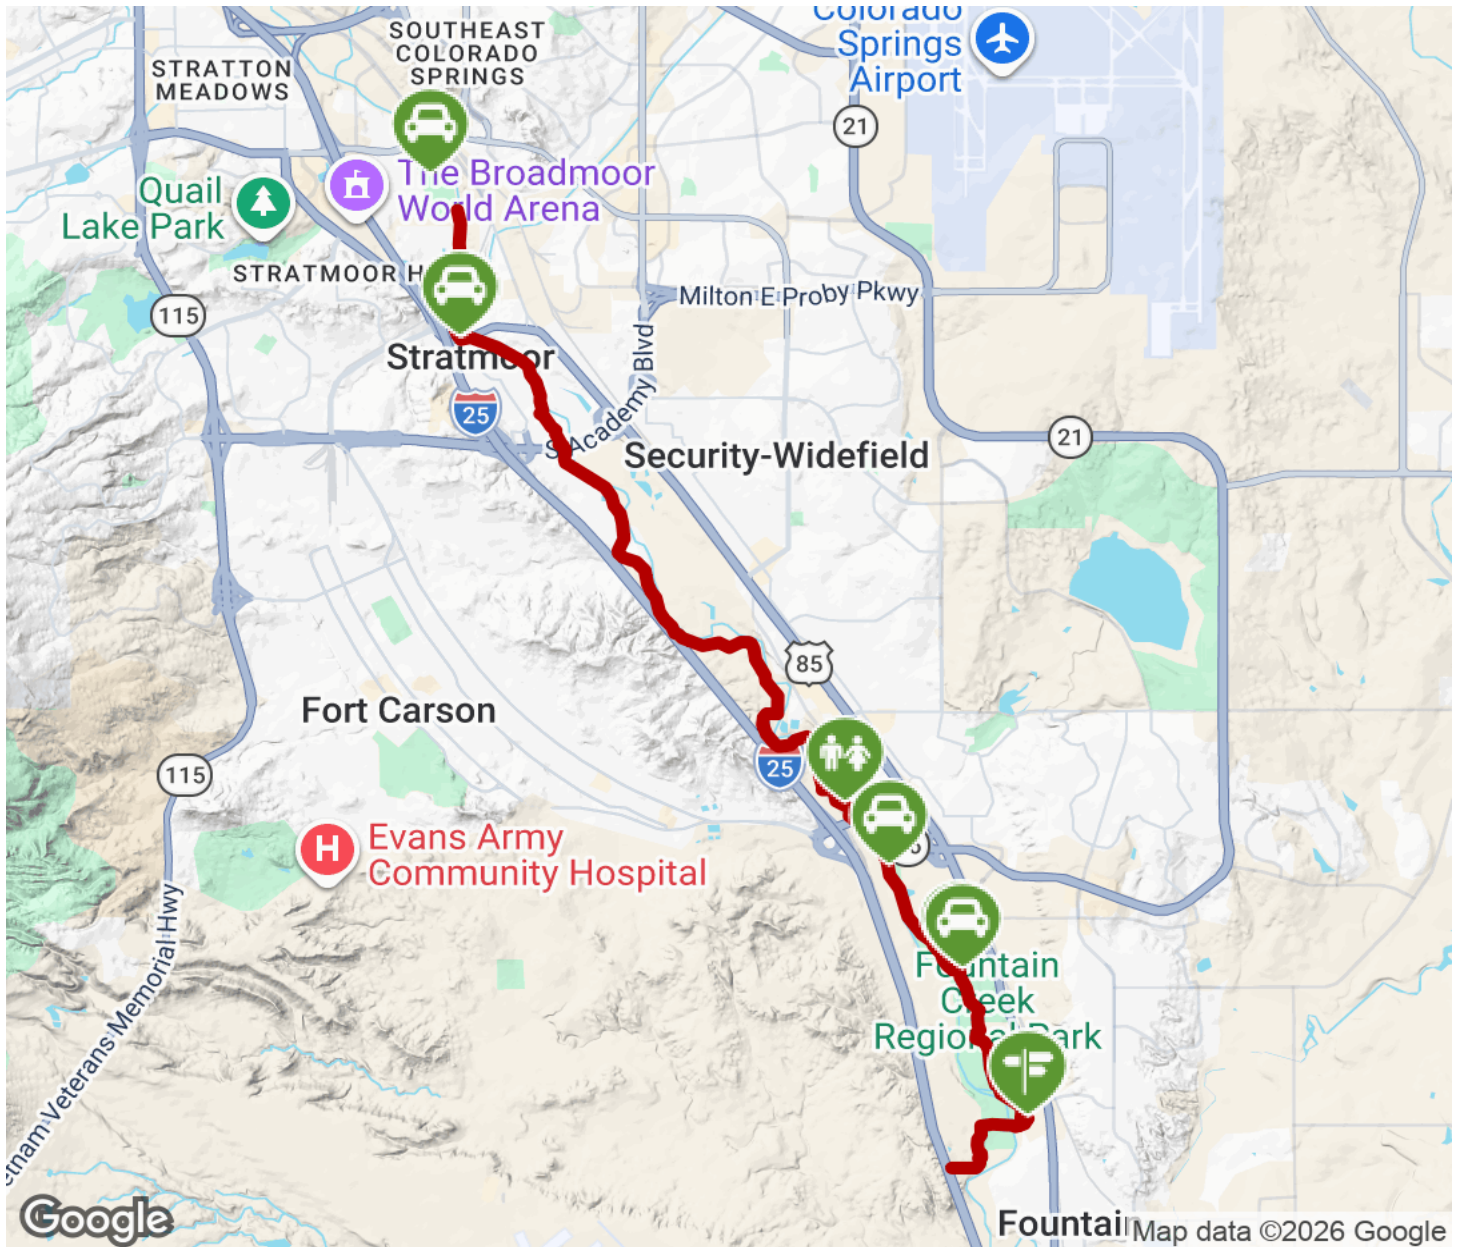 SOUTHEAST
COLORADO
SPRINGS
STRATTON
MEADOWS
Colorado
Springs
Airport
21
The Broadmoor
World Arena
Quail
Lake Park
STRATMOOR H
115
Milton E Proby Pkwy
Stratmoor
25
S Academy Blvd
21
Security-Widefield
85
Fort Carson
25
115
H
Evans Army
Community Hospital
Fountain
Creek
Regional Park
etnam Veterans Memorial Hwy
Fountain
Google
Map data ©2026 Google